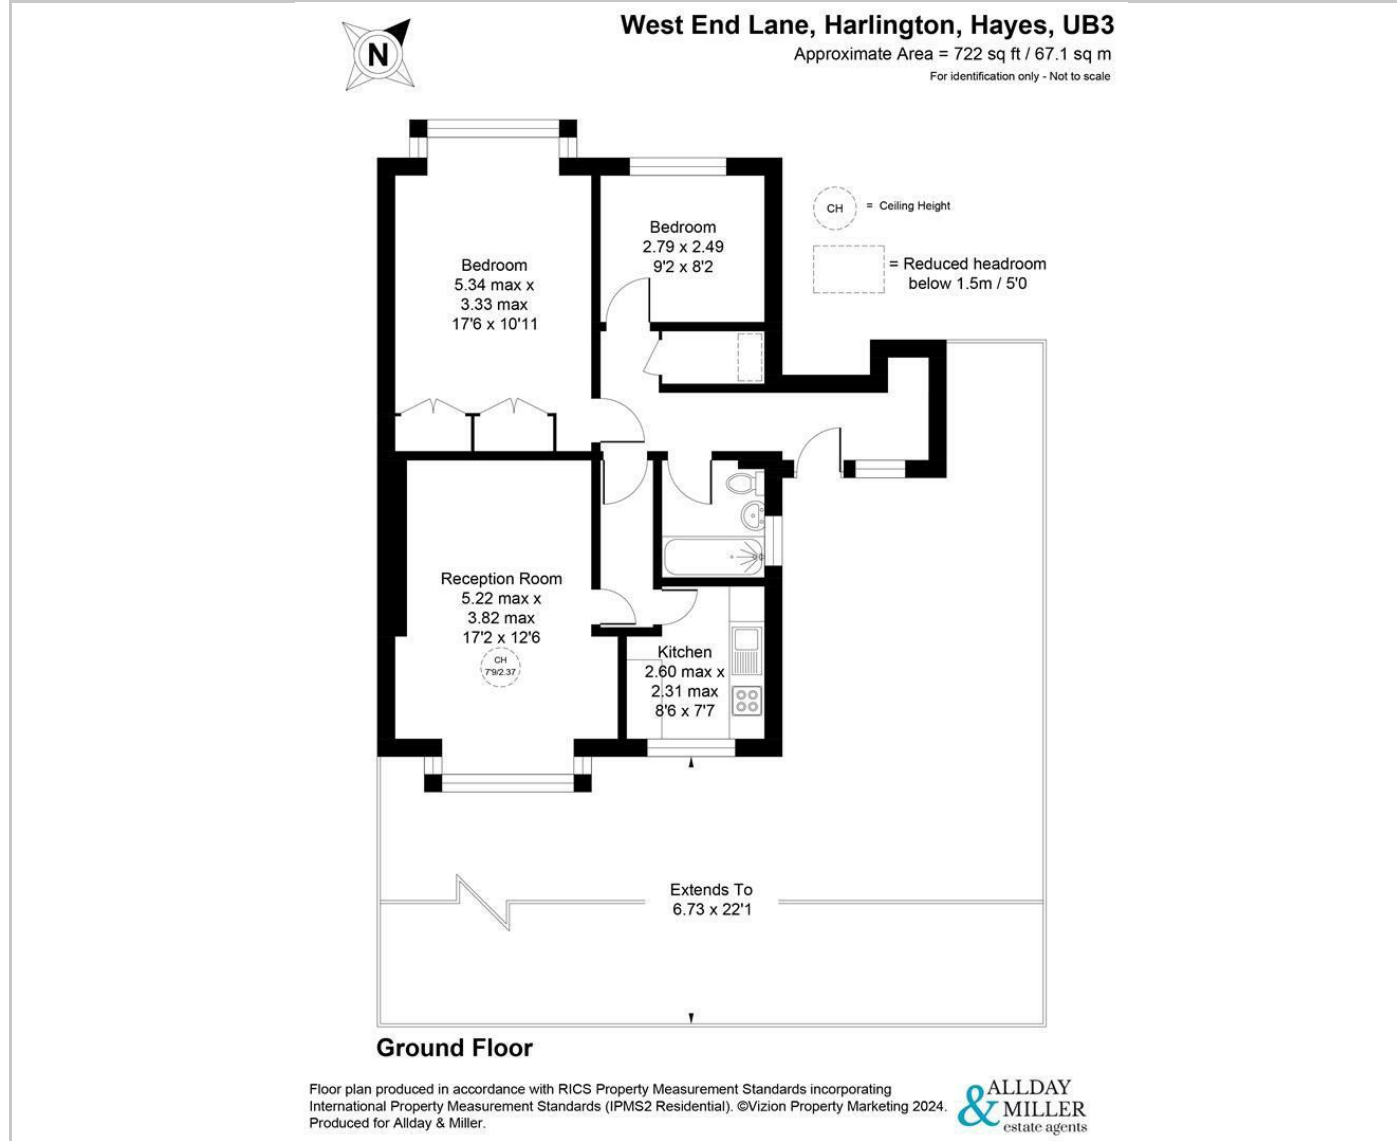 West End Lane, Harlington, Hayes, UB3
Approximate Area = 722 sq ft / 67.1 sq m
For identification only - Not to scale
N
CH
= Ceiling Height
= Reduced headroom
below 1.5m / 5'0
Bedroom
2.79 x 2.49
9'2 x 8'2
Bedroom
5.34 max x
3.33 max
17'6 x 10'11
Reception Room
5.22 max x
3.82 max
17'2 x 12'6
CH
7'9/2.37
Kitchen
2.60 max x
2.31 max
8'6 x 7'7
Extends To
6.73 x 22'1
Ground Floor
Floor plan produced in accordance with RICS Property Measurement Standards incorporating
International Property Measurement Standards (IPMS2 Residential). ©Vizion Property Marketing 2024.
Produced for Allday & Miller.
ALLDAY
& MILLER
estate agents